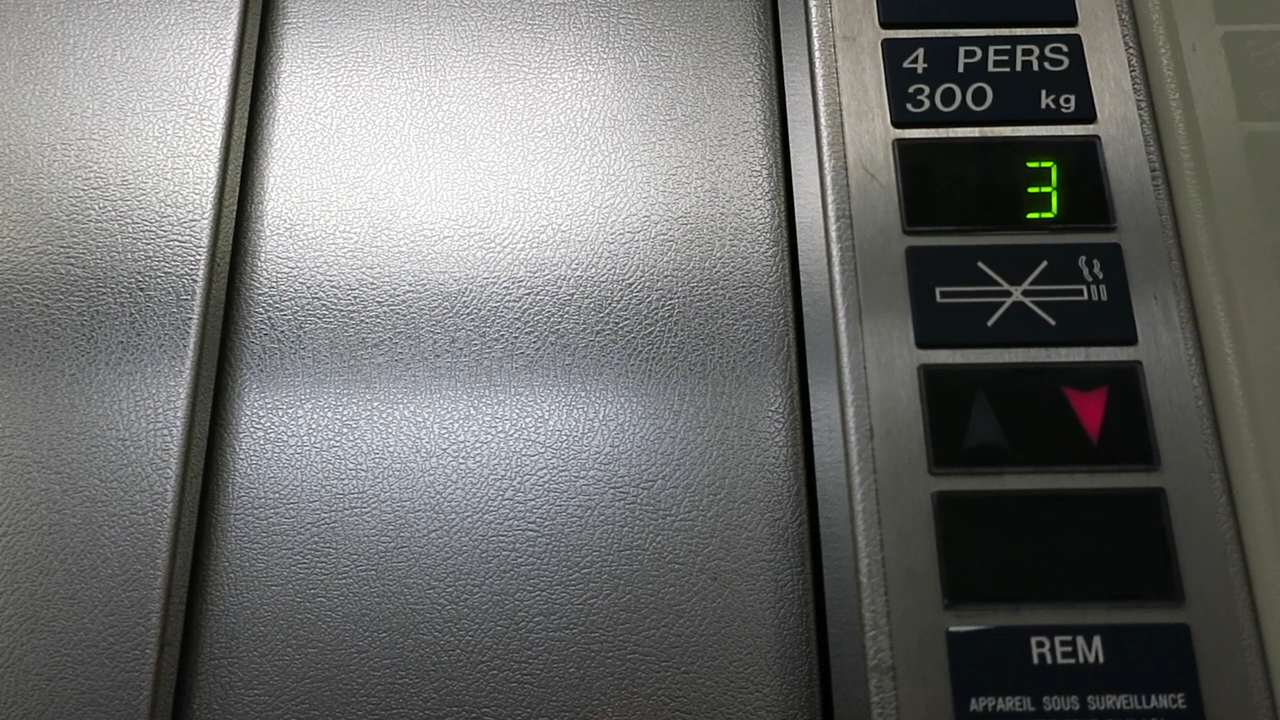 4 PERS
300 kg
3
REM
APPAREIL SOUS SURVEILLANCE